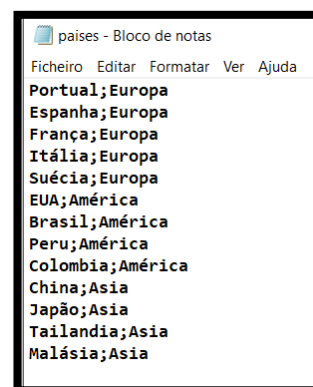 paises - Bloco de notas
Ficheiro Editar Formatar Ver Ajuda
Portual;Europa
Espanha;Europa
França;Europa
Itália;Europa
Suécia;Europa
EUA;América
Brasil;América
Peru;América
Colombia;América
China;Asia
Japão;Asia
Tailandia;Asia
Malásia;Asia